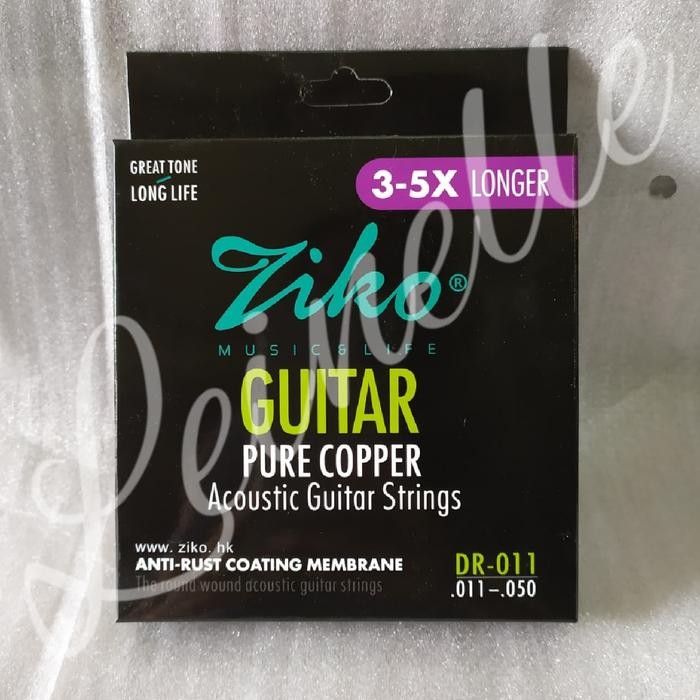 GREAT TONE
LONG LIFE
3-5X LONGER
Ziko®
MUSIC & LIFE
GUITAR
PURE COPPER
Acoustic Guitar Strings
www.ziko.hk
ANTI-RUST COATING MEMBRANE
The round wound acoustic guitar strings
DR-011
.011-.050
Leinelle